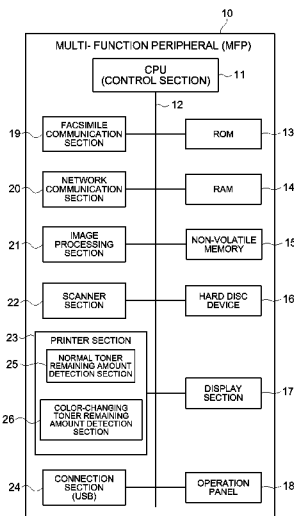 10
MULTI- FUNCTION PERIPHERAL (MFP)
CPU
(CONTROL SECTION)
11
12
19
FACSIMILE
COMMUNICATION
SECTION
ROM
13
20
NETWORK
COMMUNICATION
SECTION
RAM
14
21
IMAGE
PROCESSING
SECTION
NON-VOLATILE
MEMORY
15
22
SCANNER
SECTION
HARD DISC
DEVICE
16
23
PRINTER SECTION
25
NORMAL TONER
REMAINING AMOUNT
DETECTION SECTION
26
COLOR-CHANGING
TONER REMAINING
AMOUNT DETECTION
SECTION
DISPLAY
SECTION
17
24
CONNECTION
SECTION
(USB)
OPERATION
PANEL
18